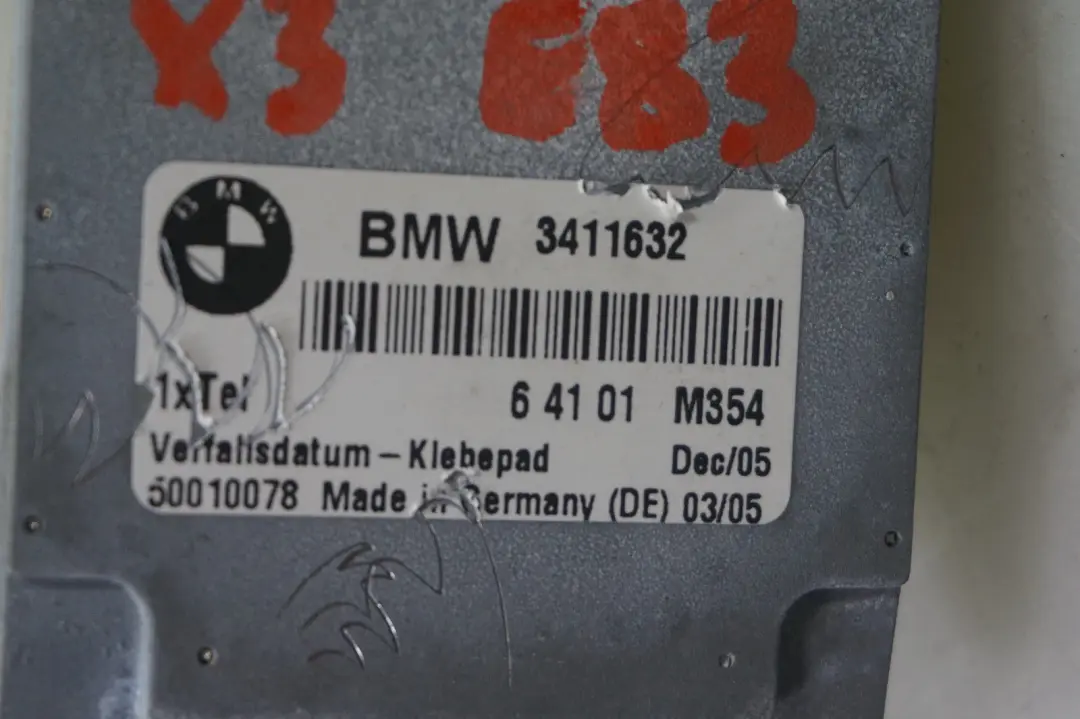 X3 E83
BMW
BMW 3411632
1xTel 6 41 01 M354
Verfallsdatum – Klebepad Dec/05
50010078 Made in Germany (DE) 03/05